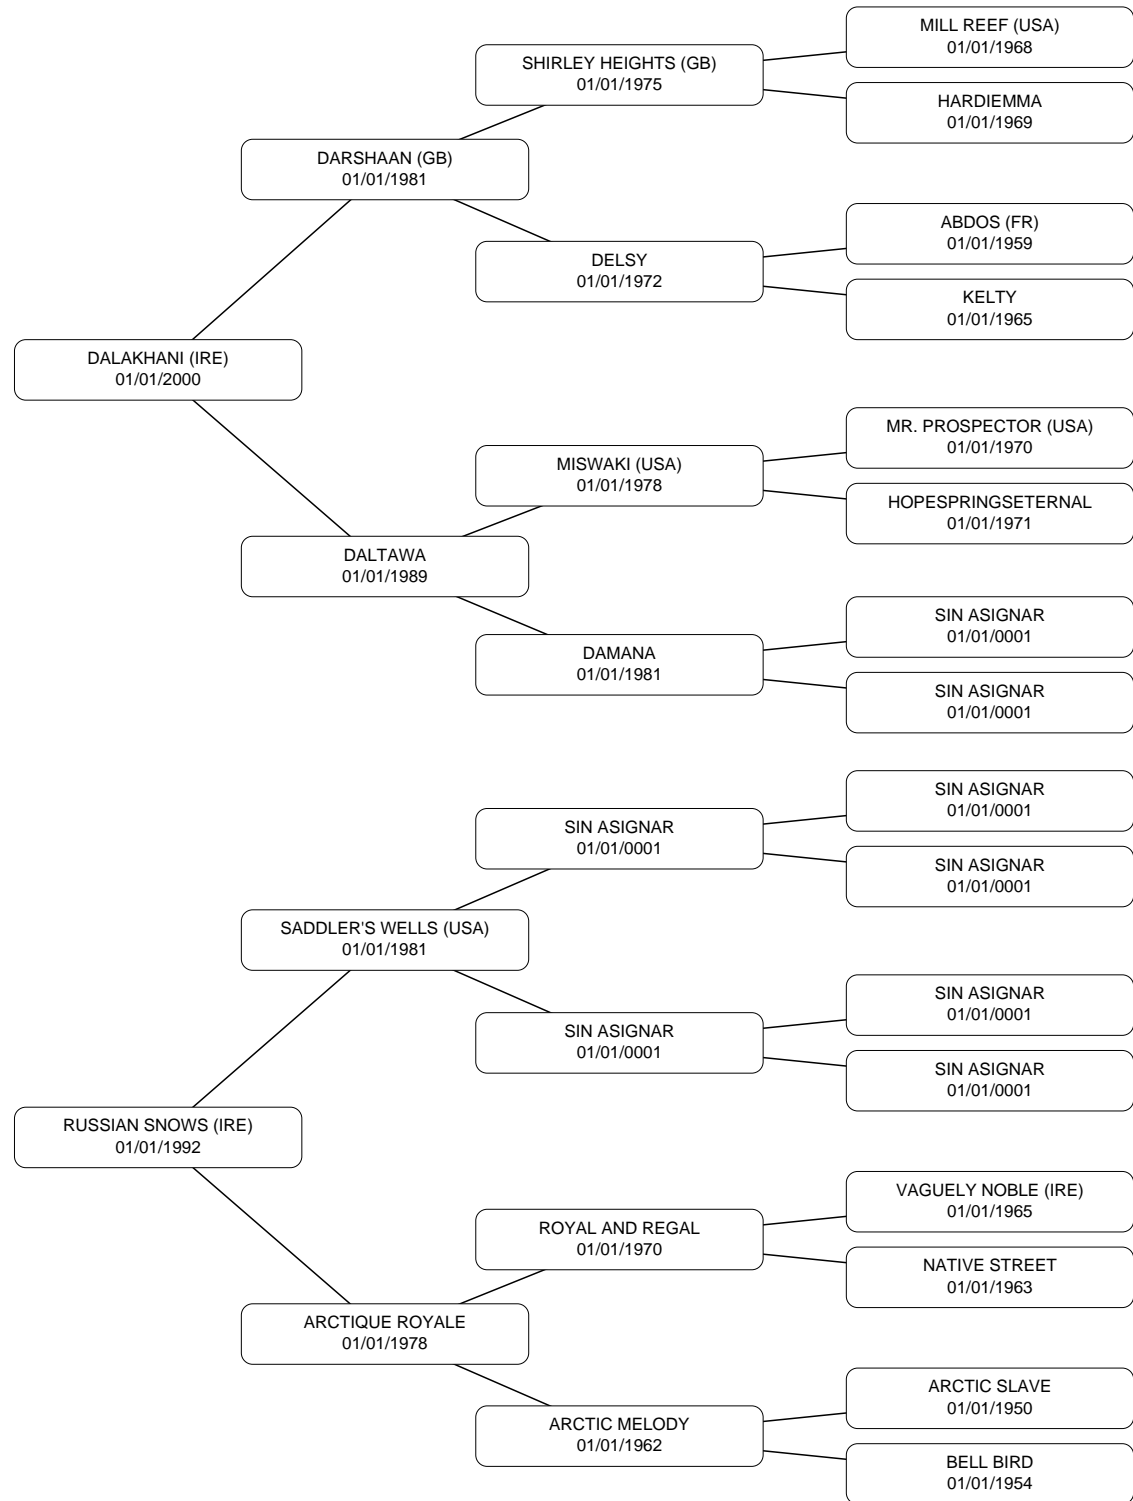 MILL REEF (USA)
01/01/1968
SHIRLEY HEIGHTS (GB)
01/01/1975
HARDIEMMA
01/01/1969
DARSHAAN (GB)
01/01/1981
ABDOS (FR)
01/01/1959
DELSY
01/01/1972
KELTY
01/01/1965
DALAKHANI (IRE)
01/01/2000
MR. PROSPECTOR (USA)
01/01/1970
MISWAKI (USA)
01/01/1978
HOPESPRINGSETERNAL
01/01/1971
DALTAWA
01/01/1989
SIN ASIGNAR
01/01/0001
DAMANA
01/01/1981
SIN ASIGNAR
01/01/0001
SIN ASIGNAR
01/01/0001
SIN ASIGNAR
01/01/0001
SIN ASIGNAR
01/01/0001
SADDLER'S WELLS (USA)
01/01/1981
SIN ASIGNAR
01/01/0001
SIN ASIGNAR
01/01/0001
SIN ASIGNAR
01/01/0001
RUSSIAN SNOWS (IRE)
01/01/1992
VAGUELY NOBLE (IRE)
01/01/1965
ROYAL AND REGAL
01/01/1970
NATIVE STREET
01/01/1963
ARCTIQUE ROYALE
01/01/1978
ARCTIC SLAVE
01/01/1950
ARCTIC MELODY
01/01/1962
BELL BIRD
01/01/1954